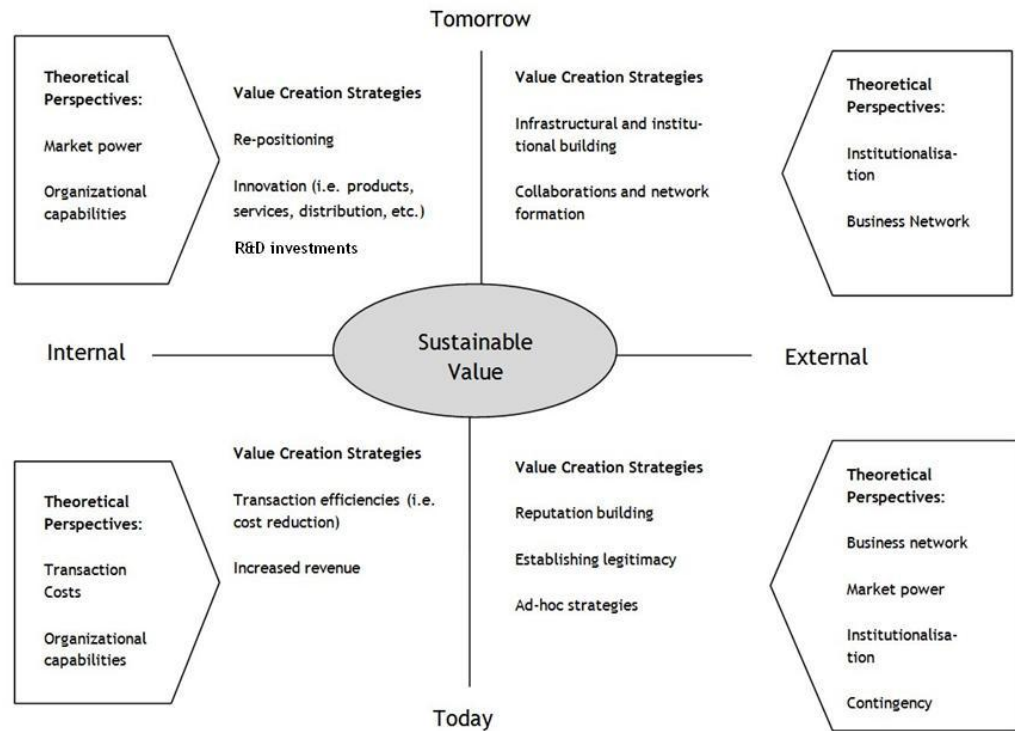 Tomorrow
Theoretical
Perspectives:
Market power
Organizational
capabilities
Value Creation Strategies
Re-positioning
Innovation (i.e. products,
services, distribution, etc.)
R&D investments
Value Creation Strategies
Infrastructural and institu-
tional building
Collaborations and network
formation
Theoretical
Perspectives:
Institutionalisa-
tion
Business Network
Internal
Sustainable
Value
External
Theoretical
Perspectives:
Transaction
Costs
Organizational
capabilities
Value Creation Strategies
Transaction efficiencies (i.e.
cost reduction)
Increased revenue
Value Creation Strategies
Reputation building
Establishing legitimacy
Ad-hoc strategies
Theoretical
Perspectives:
Business network
Market power
Institutionalisa-
tion
Contingency
Today